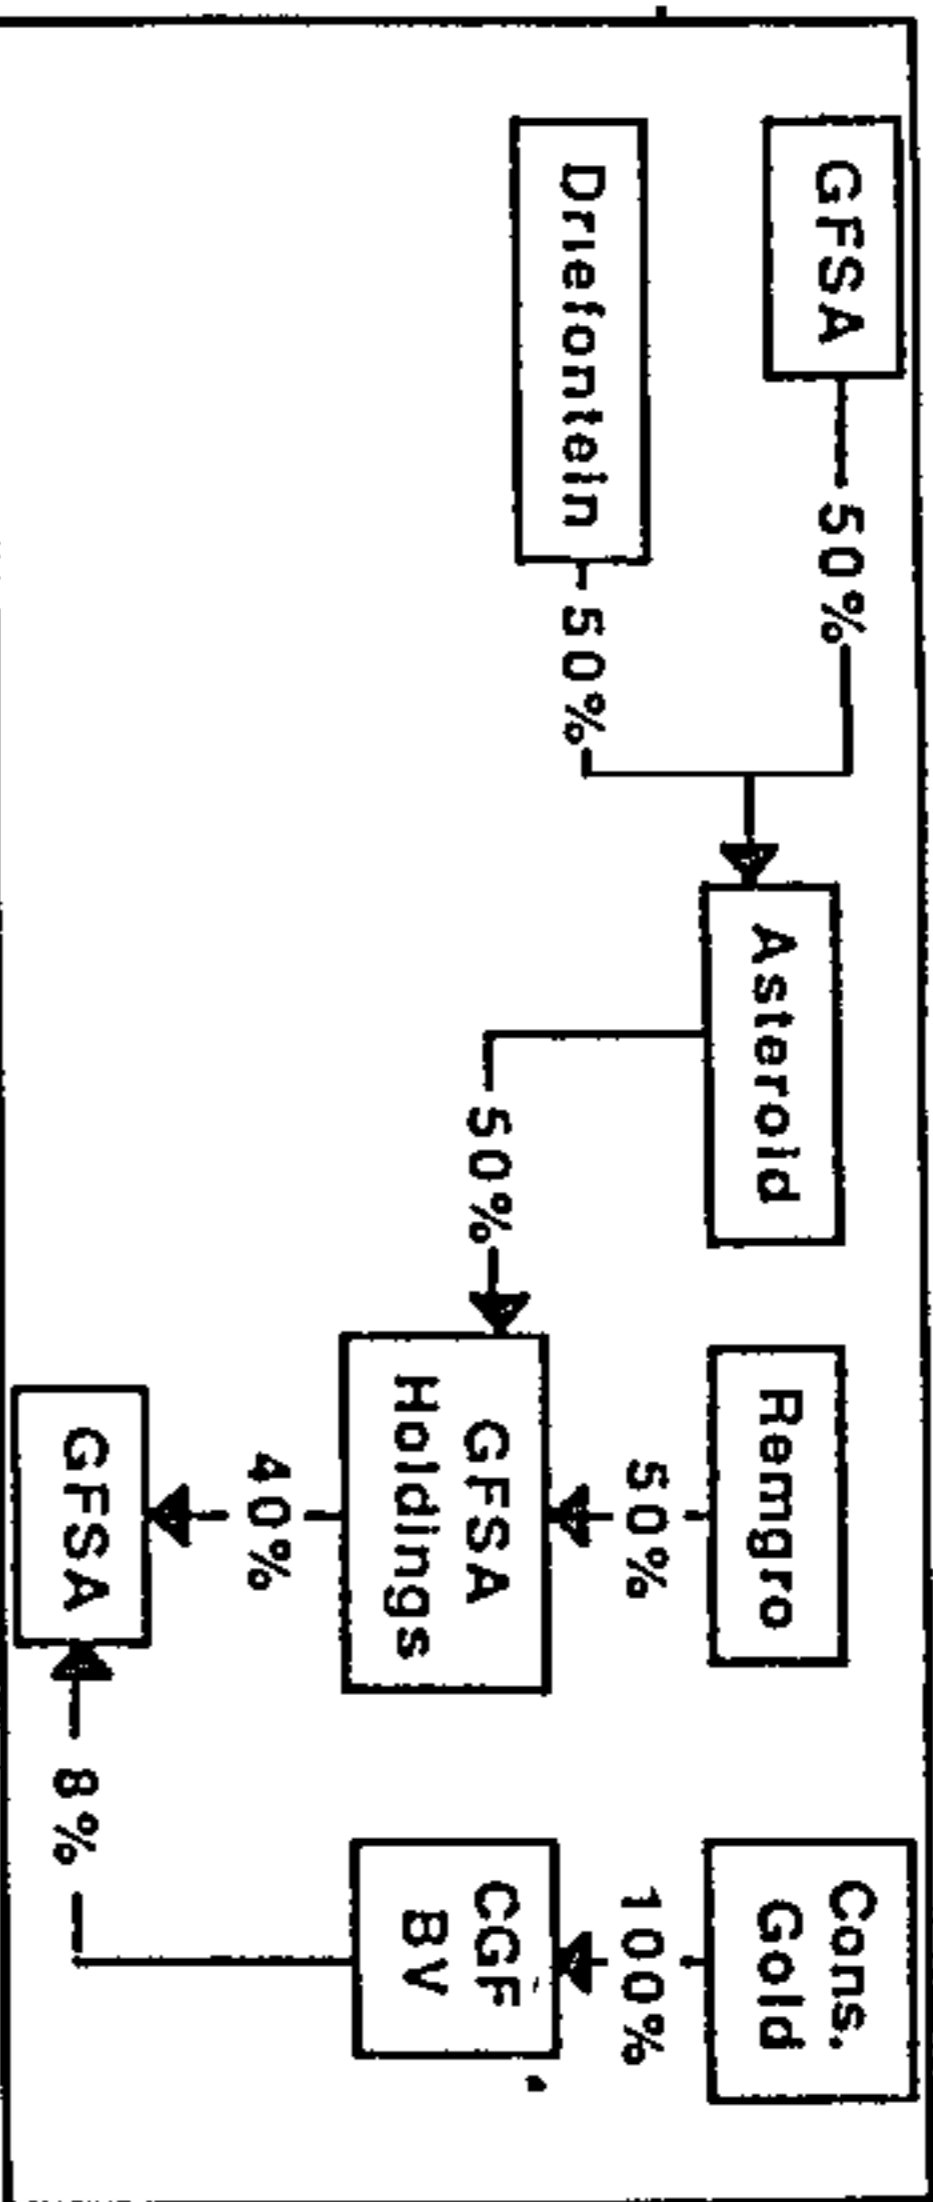 GFSA
50%
Driefontein
50%
Asteroid
50%
Remgro
50%
GFSA
Holdings
40%
GFSA
Cons.
Gold
100%
CGF
BV
8%